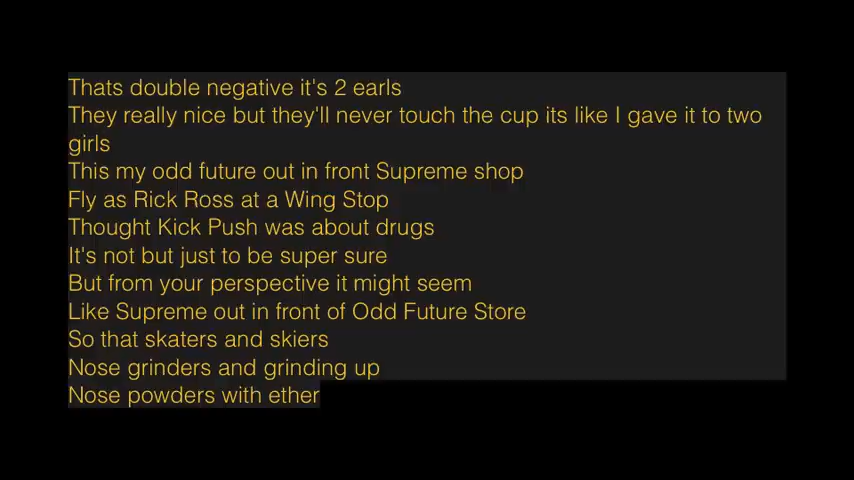 Thats double negative it's 2 earls
They really nice but they'll never touch the cup its like I gave it to two
girls
This my odd future out in front Supreme shop
Fly as Rick Ross at a Wing Stop
Thought Kick Push was about drugs
It's not but just to be super sure
But from your perspective it might seem
Like Supreme out in front of Odd Future Store
So that skaters and skiers
Nose grinders and grinding up
Nose powders with ether